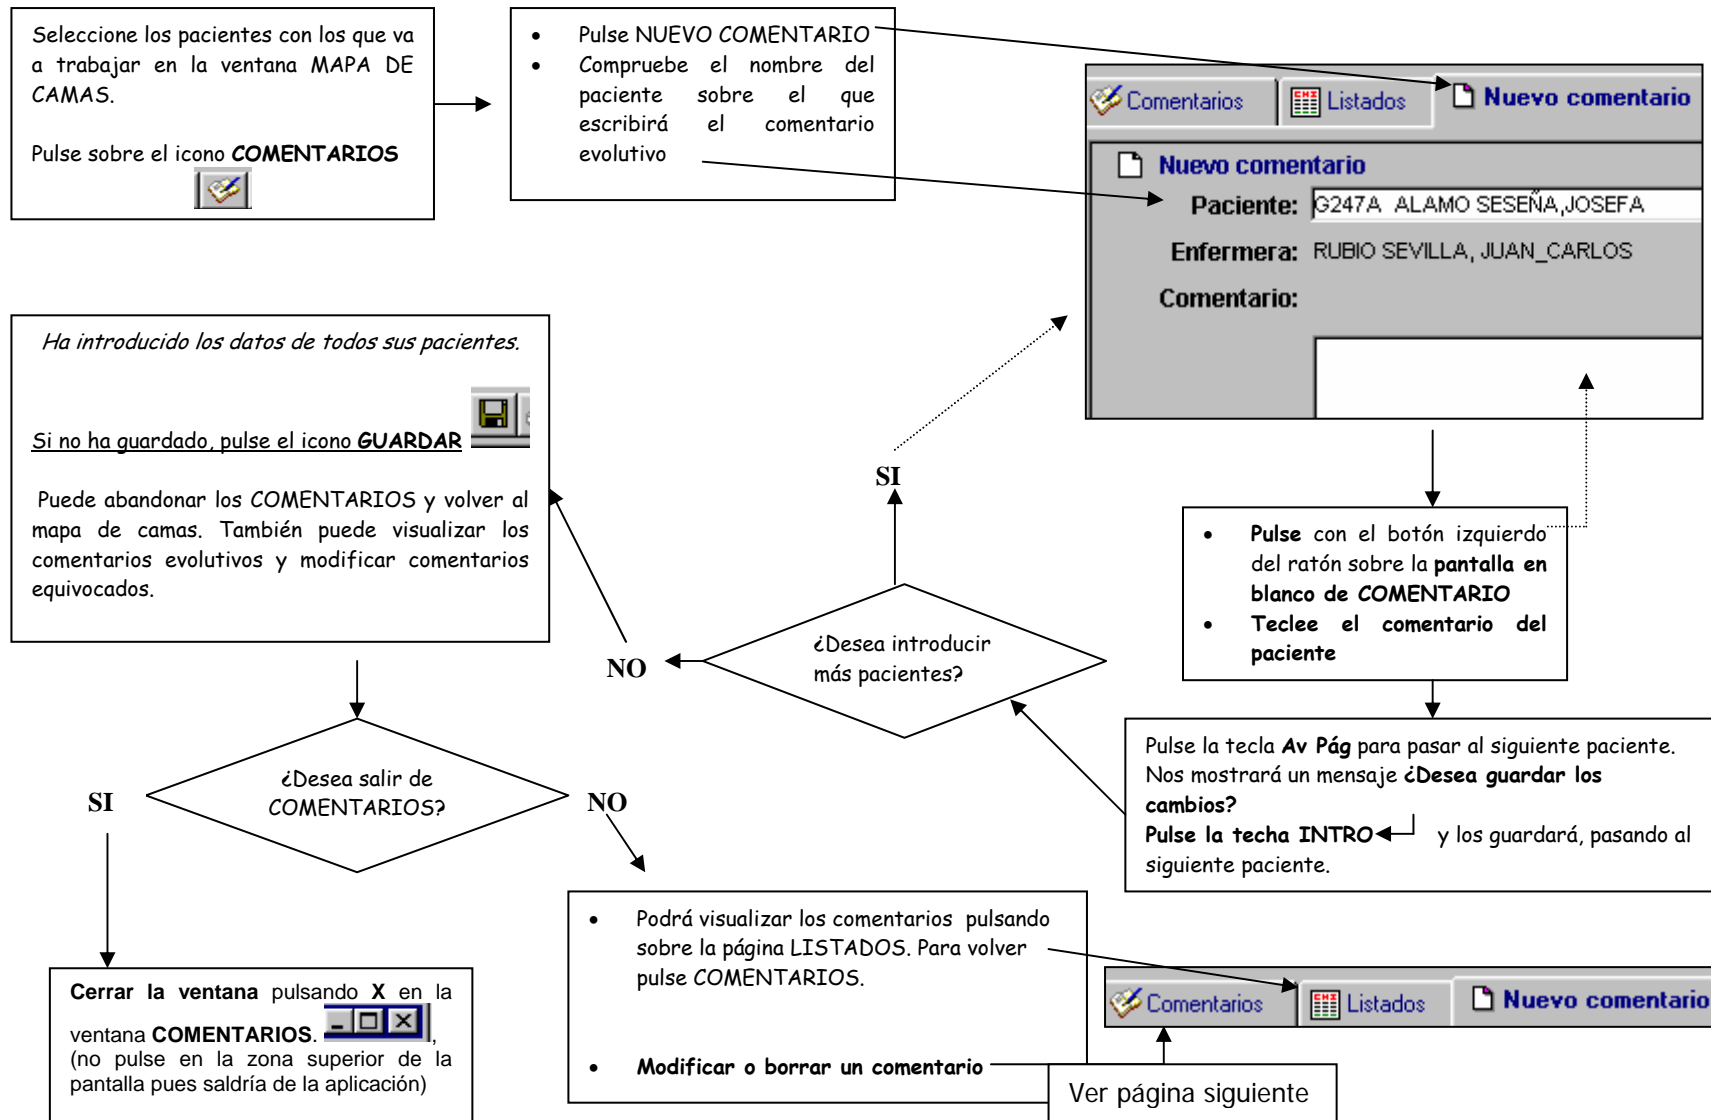 Seleccione los pacientes con los que va
a trabajar en la ventana MAPA DE
CAMAS.
Pulse sobre el icono COMENTARIOS
• Pulse NUEVO COMENTARIO
• Compruebe el nombre del
paciente sobre el que
escribirá el comentario
evolutivo
Comentarios
Listados
Nuevo comentario
Nuevo comentario
Paciente: G247A ALAMO SESEÑA,JOSEFA
Enfermera: RUBIO SEVILLA, JUAN_CARLOS
Comentario:
Ha introducido los datos de todos sus pacientes.
Si no ha guardado, pulse el icono GUARDAR
Puede abandonar los COMENTARIOS y volver al
mapa de camas. También puede visualizar los
comentarios evolutivos y modificar comentarios
equivocados.
SI
NO
¿Desea introducir
más pacientes?
• Pulse con el botón izquierdo
del ratón sobre la pantalla en
blanco de COMENTARIO
• Teclee el comentario del
paciente
Pulse la tecla Av Pág para pasar al siguiente paciente.
Nos mostrará un mensaje ¿Desea guardar los
cambios?
Pulse la techa INTRO y los guardará, pasando al
siguiente paciente.
SI
¿Desea salir de
COMENTARIOS?
NO
Cerrar la ventana pulsando X en la
ventana COMENTARIOS. ,
(no pulse en la zona superior de la
pantalla pues saldría de la aplicación)
• Podrá visualizar los comentarios pulsando
sobre la página LISTADOS. Para volver
pulse COMENTARIOS.
• Modificar o borrar un comentario
Comentarios
Listados
Nuevo comentario
Ver página siguiente